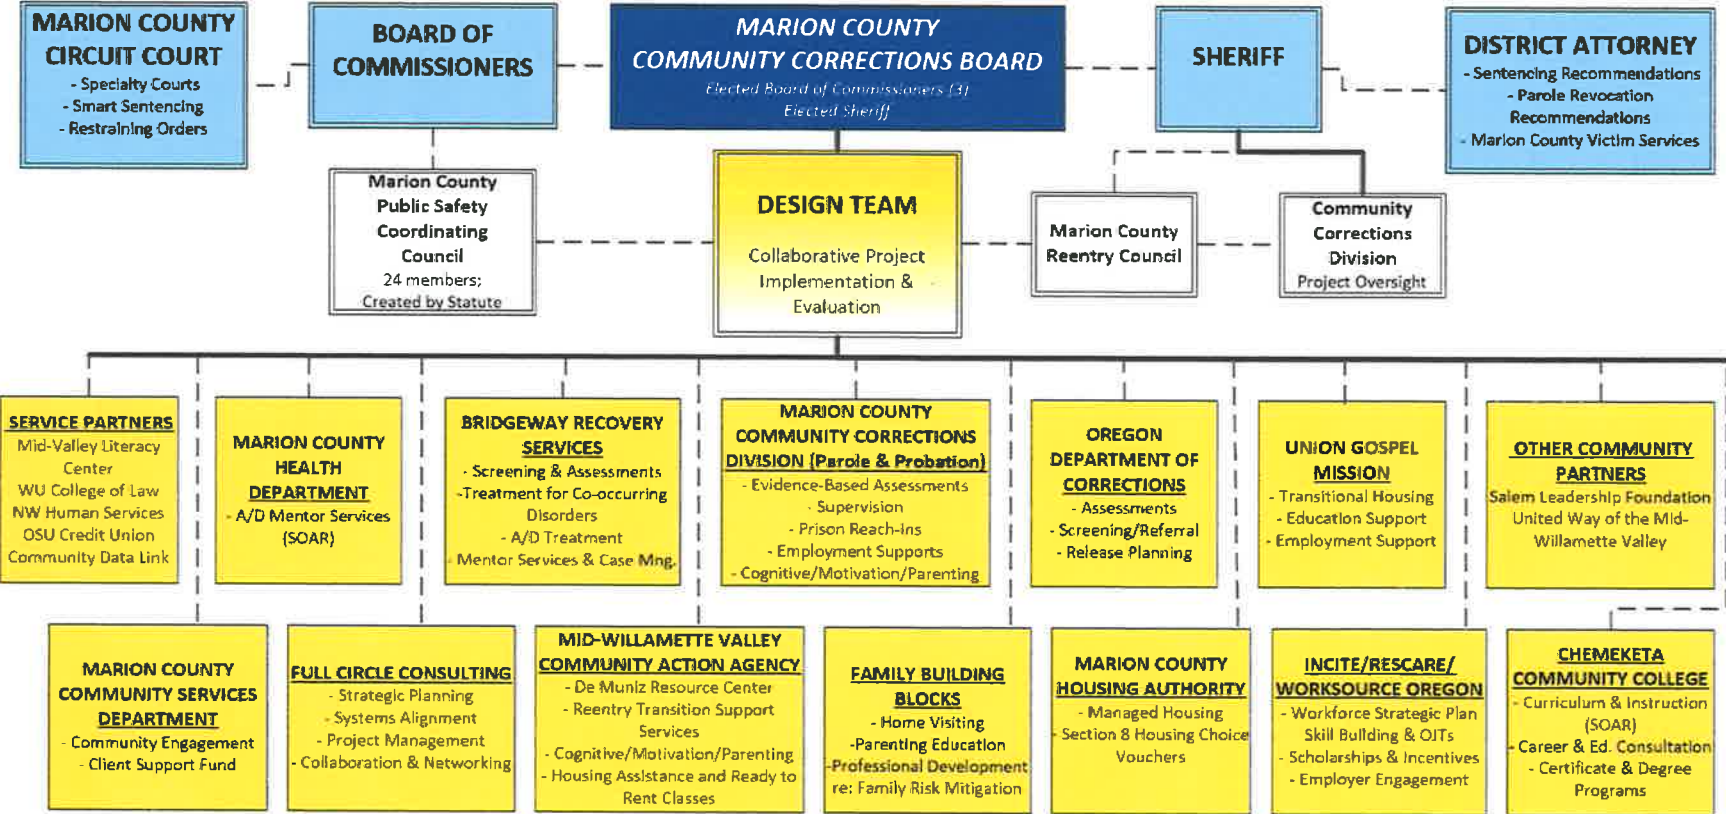 MARION COUNTY
CIRCUIT COURT
- Specialty Courts
- Smart Sentencing
- Restraining Orders
BOARD OF
COMMISSIONERS
MARION COUNTY
COMMUNITY CORRECTIONS BOARD
Elected Board of Commissioners (3)
Elected Sheriff
SHERIFF
DISTRICT ATTORNEY
- Sentencing Recommendations
- Parole Revocation
Recommendations
- Marion County Victim Services
Marion County
Public Safety
Coordinating
Council
24 members;
Created by Statute
DESIGN TEAM
Collaborative Project
Implementation &
Evaluation
Marion County
Reentry Council
Community
Corrections
Division
Project Oversight
SERVICE PARTNERS
Mid-Valley Literacy
Center
WU College of Law
NW Human Services
OSU Credit Union
Community Data Link
MARION COUNTY
HEALTH
DEPARTMENT
- A/D Mentor Services
(SOAR)
BRIDGEWAY RECOVERY
SERVICES
- Screening & Assessments
-Treatment for Co-occurring
Disorders
- A/D Treatment
- Mentor Services & Case Mng.
MARION COUNTY
COMMUNITY CORRECTIONS
DIVISION (Parole & Probation)
- Evidence-Based Assessments
- Supervision
- Prison Reach-Ins
- Employment Supports
- Cognitive/Motivation/Parenting
OREGON
DEPARTMENT OF
CORRECTIONS
- Assessments
- Screening/Referral
- Release Planning
UNION GOSPEL
MISSION
- Transitional Housing
- Education Support
- Employment Support
OTHER COMMUNITY
PARTNERS
Salem Leadership Foundation
United Way of the Mid-
Willamette Valley
MARION COUNTY
COMMUNITY SERVICES
DEPARTMENT
- Community Engagement
- Client Support Fund
FULL CIRCLE CONSULTING
- Strategic Planning
- Systems Alignment
- Project Management
- Collaboration & Networking
MID-WILLAMETTE VALLEY
COMMUNITY ACTION AGENCY
- De Muniz Resource Center
- Reentry Transition Support
Services
- Cognitive/Motivation/Parenting
- Housing Assistance and Ready to
Rent Classes
FAMILY BUILDING
BLOCKS
- Home Visiting
-Parenting Education
-Professional Development
re: Family Risk Mitigation
MARION COUNTY
HOUSING AUTHORITY
- Managed Housing
- Section 8 Housing Choice
Vouchers
INCITE/RESCARE/
WORKSOURCE OREGON
- Workforce Strategic Plan
Skill Building & OJTs
- Scholarships & Incentives
- Employer Engagement
CHEMEKETA
COMMUNITY COLLEGE
- Curriculum & Instruction
(SOAR)
- Career & Ed. Consultation
- Certificate & Degree
Programs